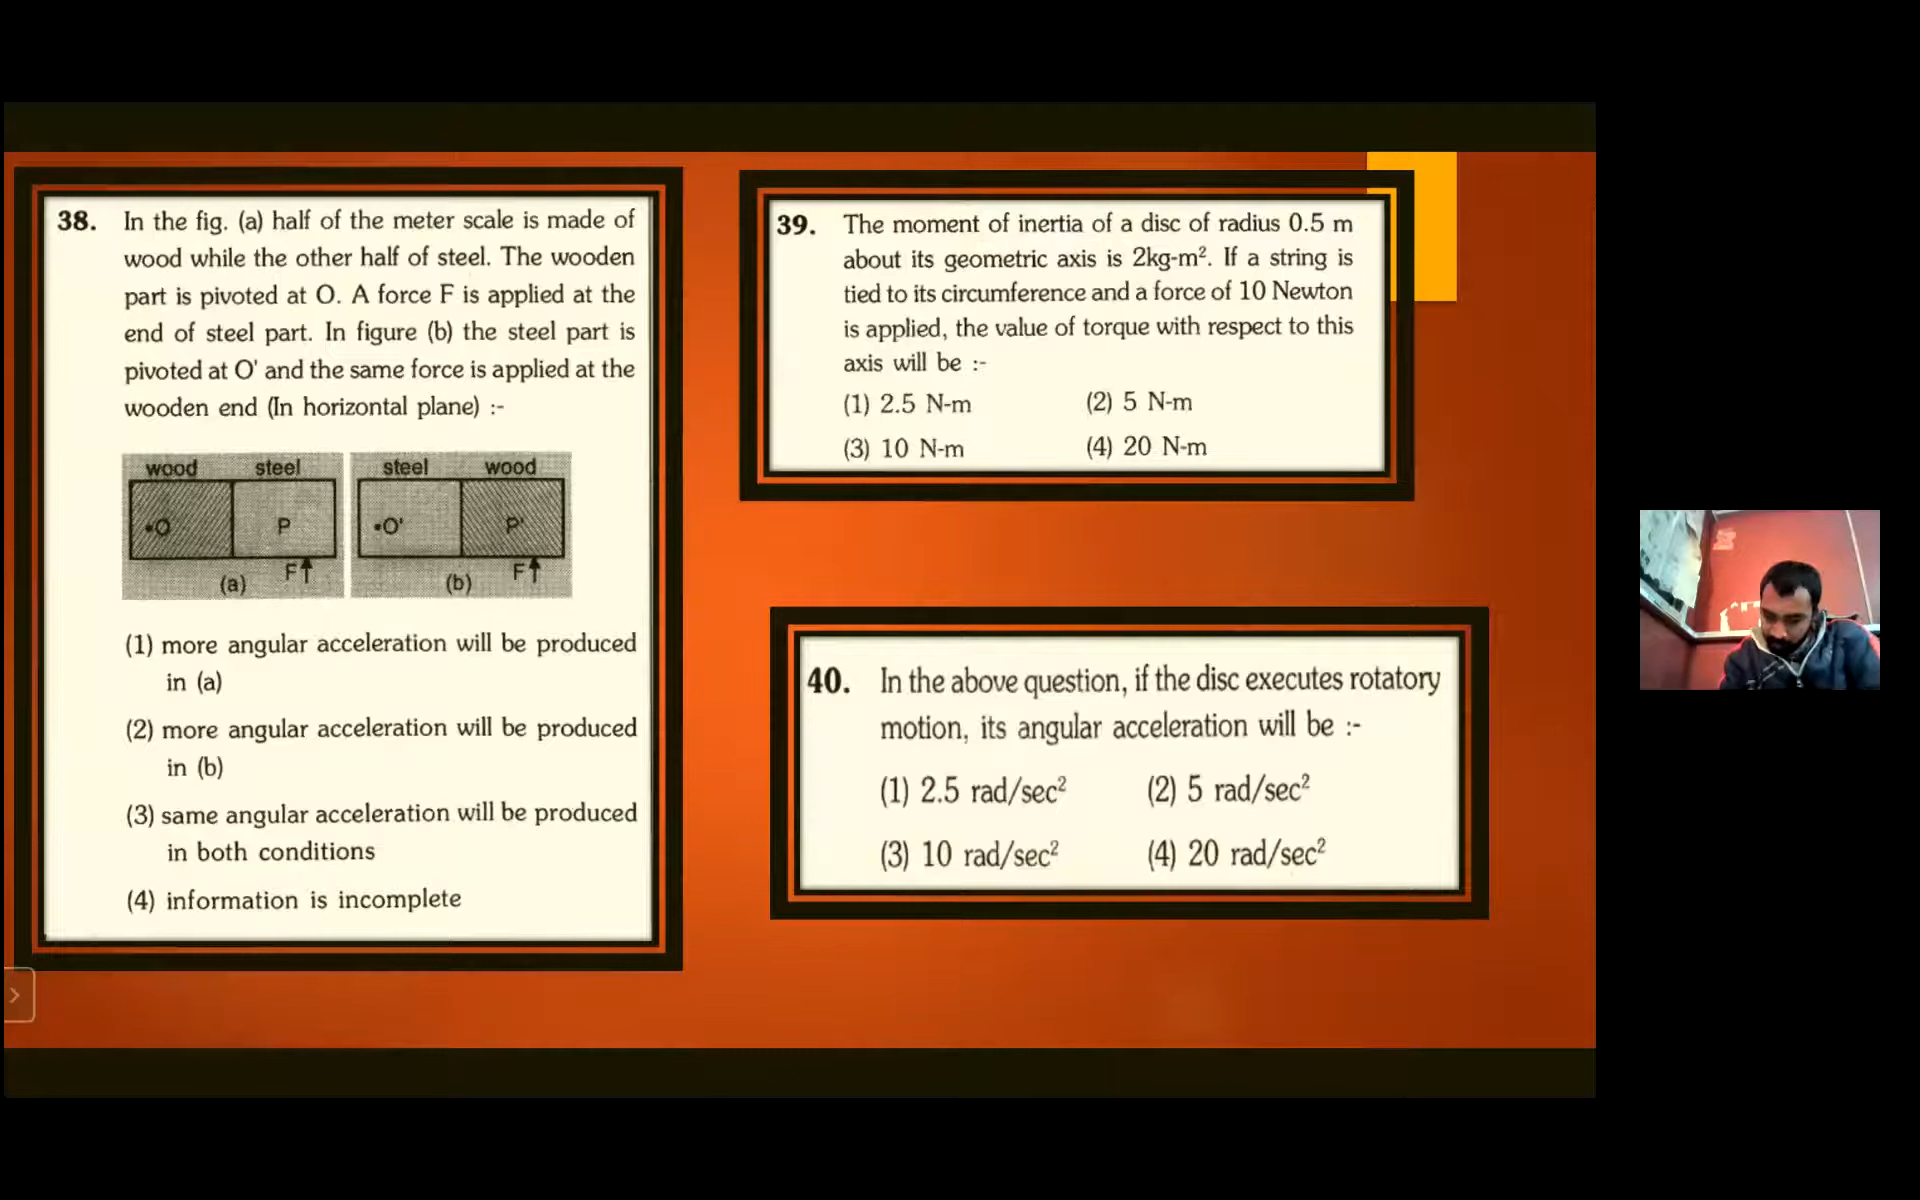 38. In the fig. (a) half of the meter scale is made of
wood while the other half of steel. The wooden
part is pivoted at O. A force F is applied at the
end of steel part. In figure (b) the steel part is
pivoted at O' and the same force is applied at the
wooden end (In horizontal plane) :-
wood steel
•O P
F
(a)
steel wood
•O' P'
F
(b)
(1) more angular acceleration will be produced
in (a)
(2) more angular acceleration will be produced
in (b)
(3) same angular acceleration will be produced
in both conditions
(4) information is incomplete
39. The moment of inertia of a disc of radius 0.5 m
about its geometric axis is 2kg-m². If a string is
tied to its circumference and a force of 10 Newton
is applied, the value of torque with respect to this
axis will be :-
(1) 2.5 N-m (2) 5 N-m
(3) 10 N-m (4) 20 N-m
40. In the above question, if the disc executes rotatory
motion, its angular acceleration will be :-
(1) 2.5 rad/sec² (2) 5 rad/sec²
(3) 10 rad/sec² (4) 20 rad/sec²